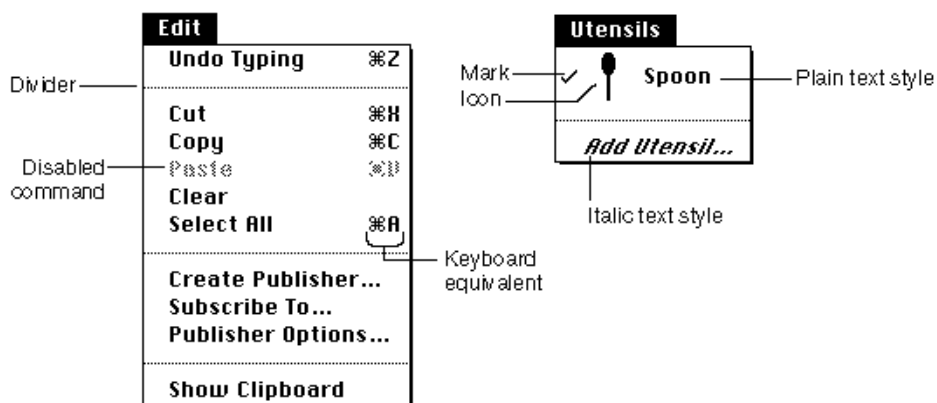 Edit
Undo Typing ⌘Z
Divider
Cut ⌘X
Copy ⌘C
Disabled command
Paste ⌘V
Clear
Select All ⌘A
Keyboard equivalent
Create Publisher...
Subscribe To...
Publisher Options...
Show Clipboard
Utensils
Mark
Icon
Spoon
Plain text style
Add Utensil...
Italic text style